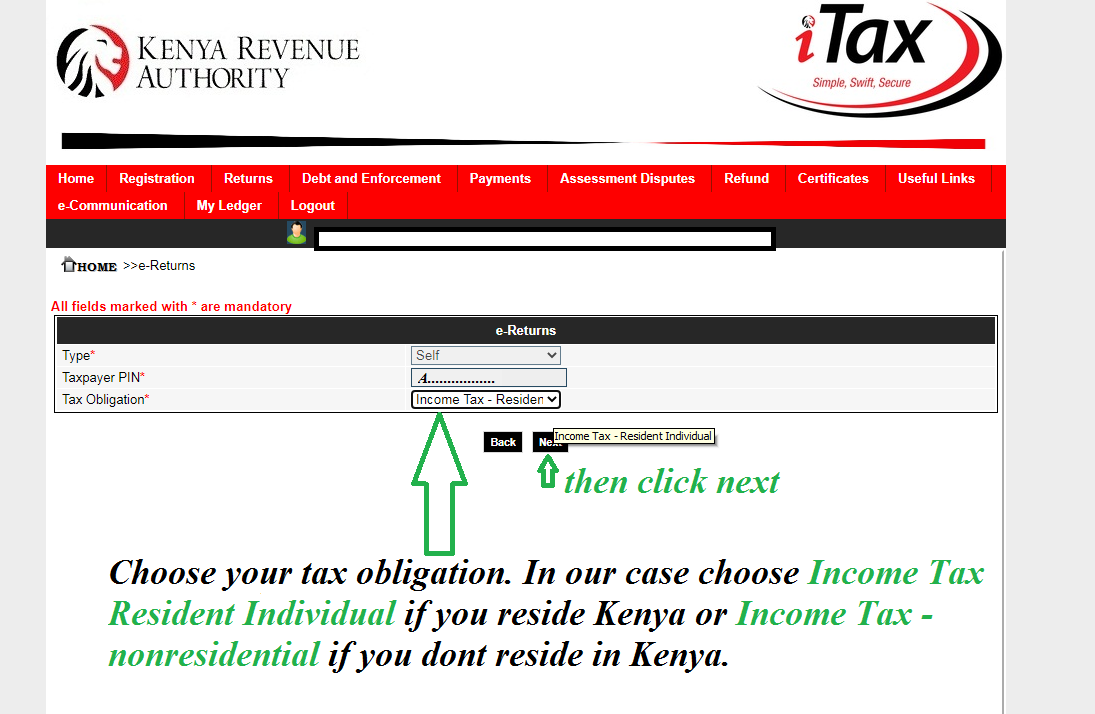 KENYA REVENUE
AUTHORITY
iTax
Simple, Swift, Secure
Home Registration Returns Debt and Enforcement Payments Assessment Disputes Refund Certificates Useful Links
e-Communication My Ledger Logout
HOME >>e-Returns
All fields marked with * are mandatory
e-Returns
Type* Self
Taxpayer PIN* A.................
Tax Obligation* Income Tax - Residen
Back Nex Income Tax - Resident Individual
then click next
Choose your tax obligation. In our case choose Income Tax
Resident Individual if you reside Kenya or Income Tax -
nonresidential if you dont reside in Kenya.